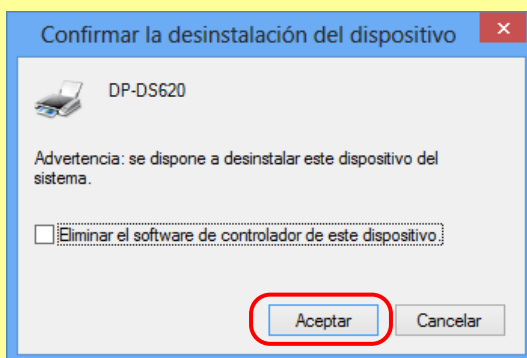 Confirmar la desinstalación del dispositivo
DP-DS620
Advertencia: se dispone a desinstalar este dispositivo del
sistema.
Eliminar el software de controlador de este dispositivo.
Aceptar
Cancelar